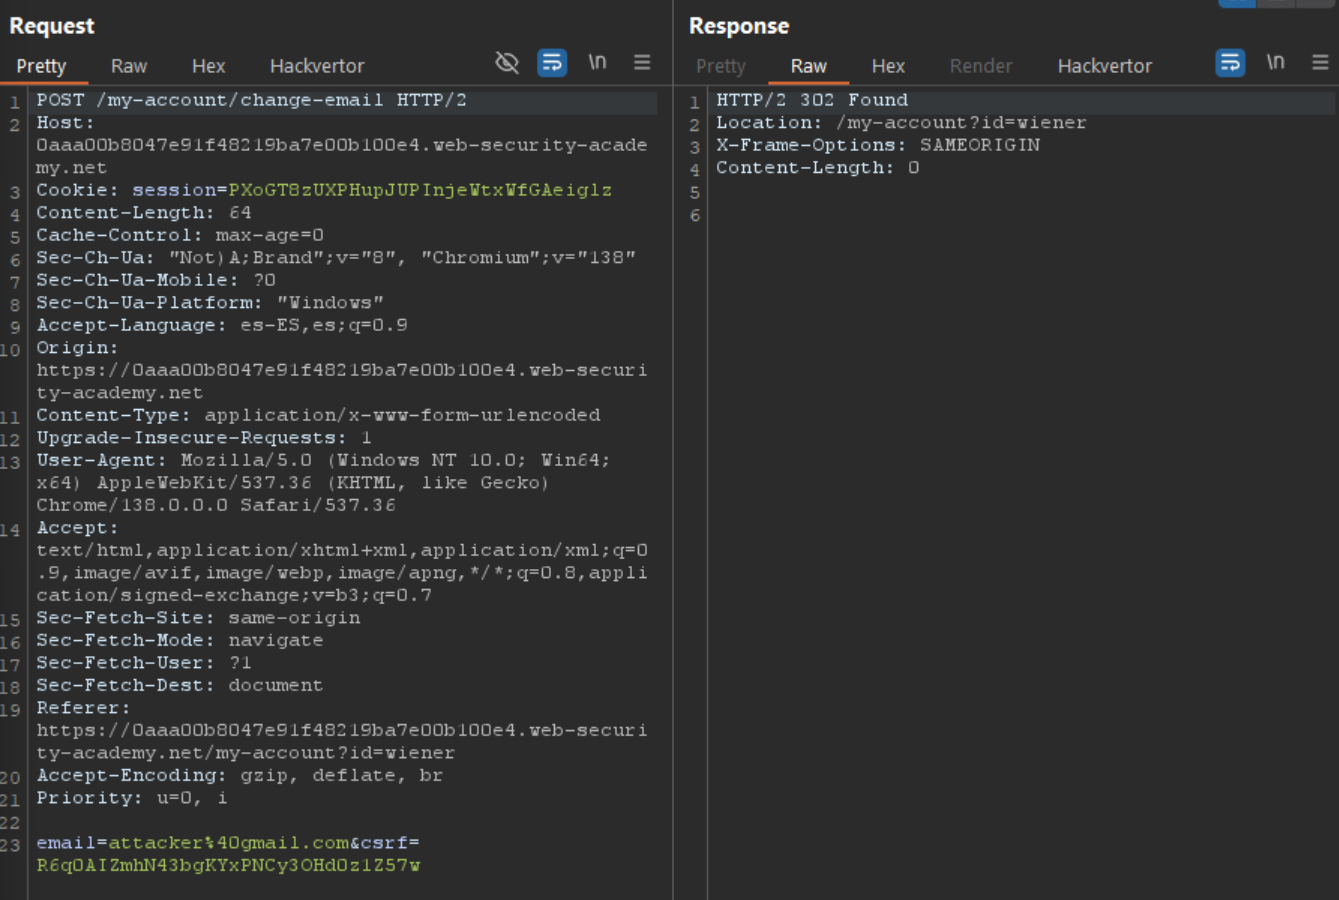 Request
Pretty Raw Hex Hackvertor \n
1 POST /my-account/change-email HTTP/2
2 Host:
0aaa00b8047e91f48219ba7e00b100e4.web-security-acade
my.net
3 Cookie: session=PXoGT8zUXPHupJUPInjeWtxWfGAeiglz
4 Content-Length: 64
5 Cache-Control: max-age=0
6 Sec-Ch-Ua: "Not)A;Brand";v="8", "Chromium";v="138"
7 Sec-Ch-Ua-Mobile: ?0
8 Sec-Ch-Ua-Platform: "Windows"
9 Accept-Language: es-ES,es;q=0.9
10 Origin:
https://0aaa00b8047e91f48219ba7e00b100e4.web-securi
ty-academy.net
11 Content-Type: application/x-www-form-urlencoded
12 Upgrade-Insecure-Requests: 1
13 User-Agent: Mozilla/5.0 (Windows NT 10.0; Win64;
x64) AppleWebKit/537.36 (KHTML, like Gecko)
Chrome/138.0.0.0 Safari/537.36
14 Accept:
text/html,application/xhtml+xml,application/xml;q=0
.9,image/avif,image/webp,image/apng,*/*;q=0.8,appli
cation/signed-exchange;v=b3;q=0.7
15 Sec-Fetch-Site: same-origin
16 Sec-Fetch-Mode: navigate
17 Sec-Fetch-User: ?1
18 Sec-Fetch-Dest: document
19 Referer:
https://0aaa00b8047e91f48219ba7e00b100e4.web-securi
ty-academy.net/my-account?id=wiener
20 Accept-Encoding: gzip, deflate, br
21 Priority: u=0, i
22
23 email=attacker%40gmail.com&csrf=
R6q0AIZmhN43bgKYxPNCy3OHd0z1Z57w
Response
Pretty Raw Hex Render Hackvertor \n
1 HTTP/2 302 Found
2 Location: /my-account?id=wiener
3 X-Frame-Options: SAMEORIGIN
4 Content-Length: 0
5
6